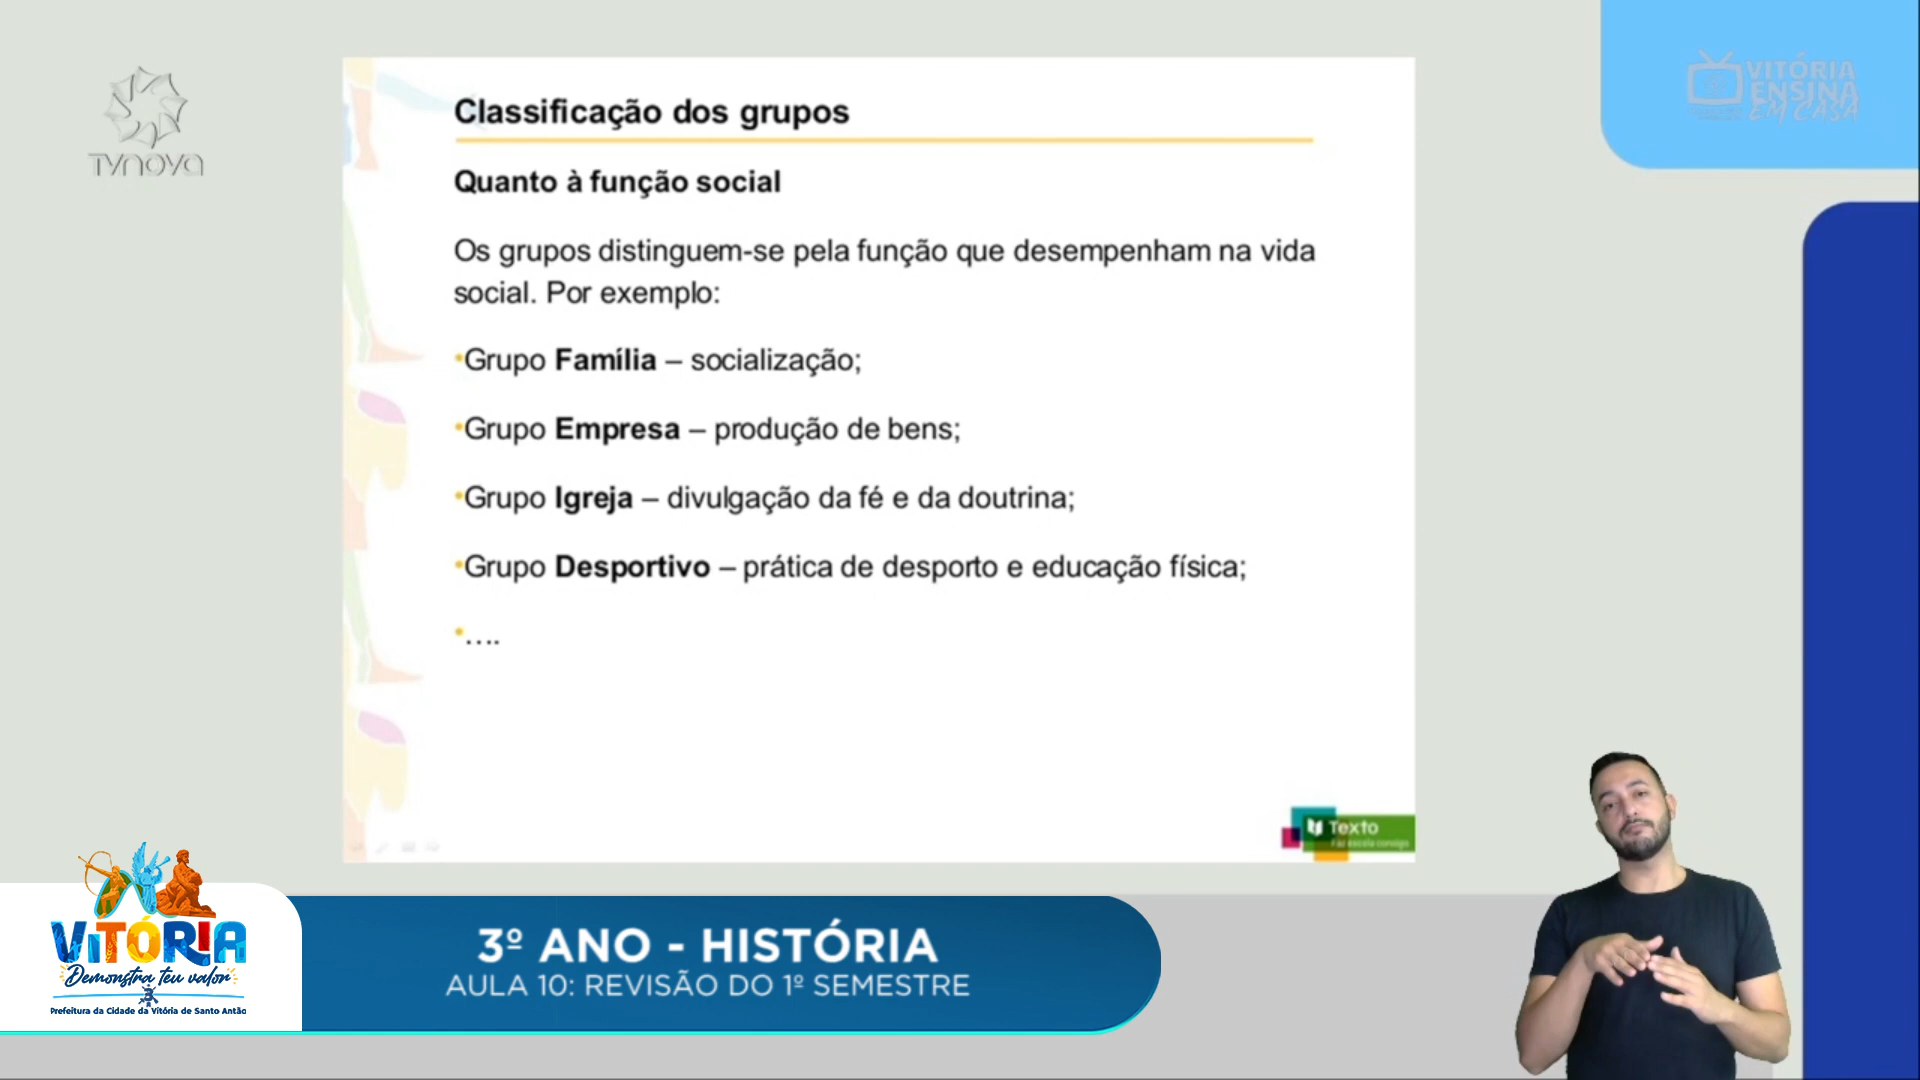 TVNOVA
VITÓRIA
ENSINA
EM CASA
Classificação dos grupos
Quanto à função social
Os grupos distinguem-se pela função que desempenham na vida
social. Por exemplo:
•Grupo Família – socialização;
•Grupo Empresa – produção de bens;
•Grupo Igreja – divulgação da fé e da doutrina;
•Grupo Desportivo – prática de desporto e educação física;
•....
Texto
VITÓRIA
Demonstra teu valor
Prefeitura da Cidade da Vitória de Santo Antão
3º ANO - HISTÓRIA
AULA 10: REVISÃO DO 1º SEMESTRE